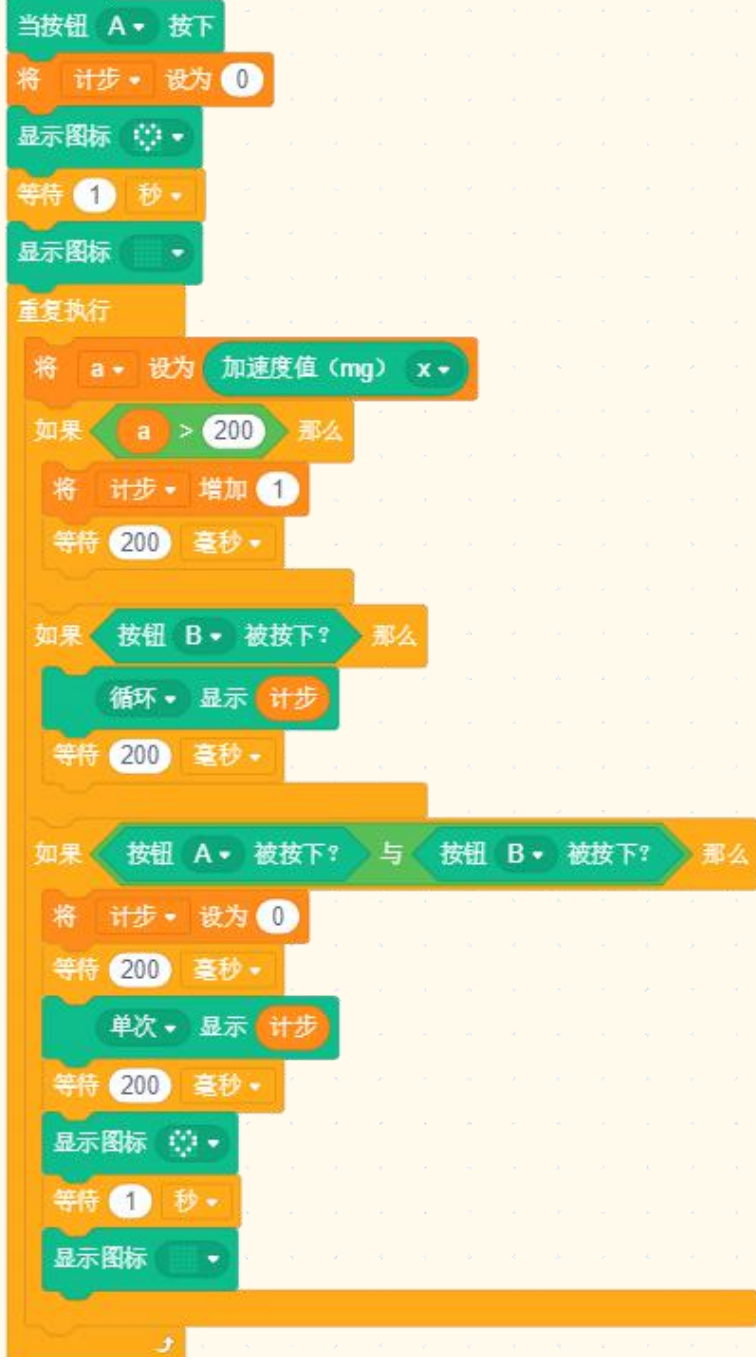 当按钮 A 按下
将 计步 设为 0
显示图标
等待 1 秒
显示图标
重复执行
将 a 设为 加速度值（mg） x
如果 a > 200 那么
将 计步 增加 1
等待 200 毫秒
如果 按钮 B 被按下? 那么
循环 显示 计步
等待 200 毫秒
如果 按钮 A 被按下? 与 按钮 B 被按下? 那么
将 计步 设为 0
等待 200 毫秒
单次 显示 计步
等待 200 毫秒
显示图标
等待 1 秒
显示图标